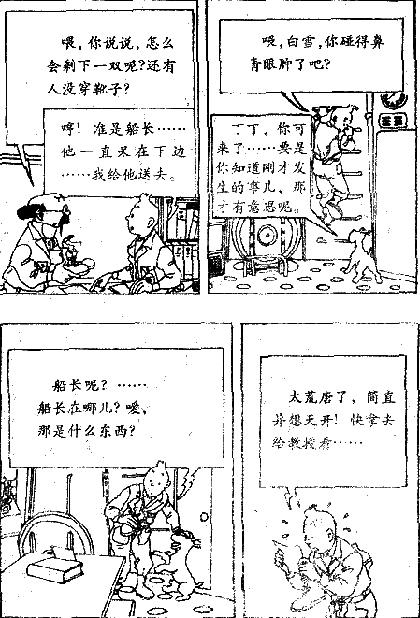 喂,你说说,怎么
会剩下一双呢?还有
人没穿靴子?
哼!准是船长……
他一直呆在下边
……我给他送去。
喂,白雪,你碰得鼻
青眼肿了吧?
丁丁,你可
来了……要是
你知道刚才发
生的事儿,那
才有意思呢。
船长呢?……
船长在哪儿?嗳,
那是什么东西?
太荒唐了,简直
异想天开!快拿去
给教授看……